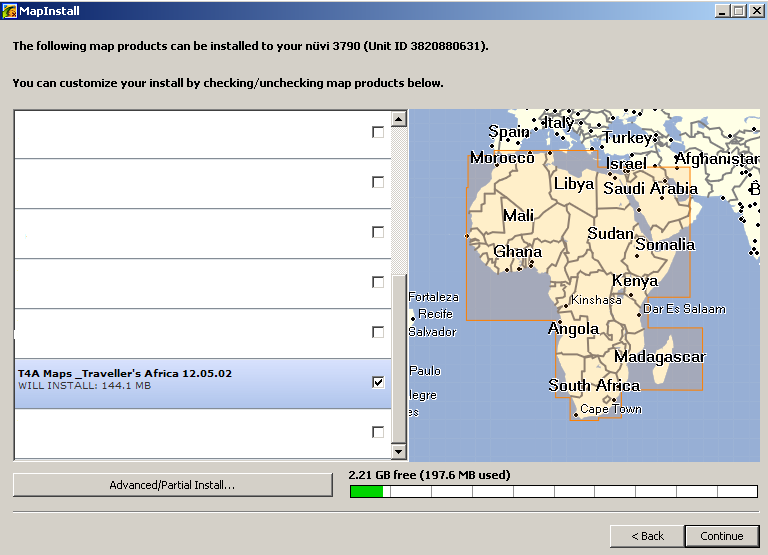 MapInstall
The following map products can be installed to your nüvi 3790 (Unit ID 3820880631).
You can customize your install by checking/unchecking map products below.
T4A Maps _Traveller's Africa 12.05.02
WILL INSTALL: 144.1 MB
Spain
Italy
Turkey
Morocco
Israel
Afghanistan
Libya
Saudi Arabia
B
Mali
Sudan
Somalia
Ghana
Kenya
Fortaleza
Kinshasa
Recife
Dar Es Salaam
Salvador
Angola
Madagascar
Paulo
South Africa
legre
es
Cape Town
Advanced/Partial Install...
2.21 GB free (197.6 MB used)
< Back
Continue